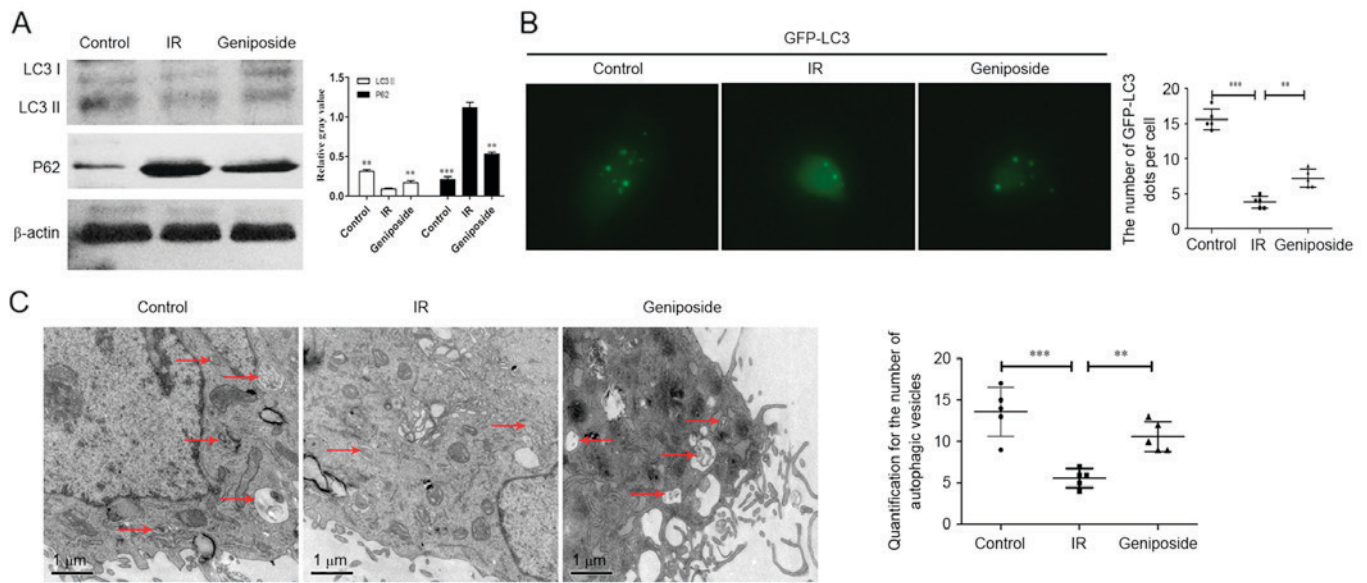 A
Control IR Geniposide
LC3 I
LC3 II
P62
β-actin
LC3 II
P62
Relative gray value
1.5
1.0
0.5
0.0
**
**
***
**
Control
IR
Geniposide
Control
IR
Geniposide
B
GFP-LC3
Control IR Geniposide
The number of GFP-LC3
dots per cell
20
15
10
5
0
*** **
Control IR Geniposide
C
Control IR Geniposide
1 μm 1 μm 1 μm
Quantification for the number of
autophagic vesicles
20
15
10
5
0
*** **
Control IR Geniposide